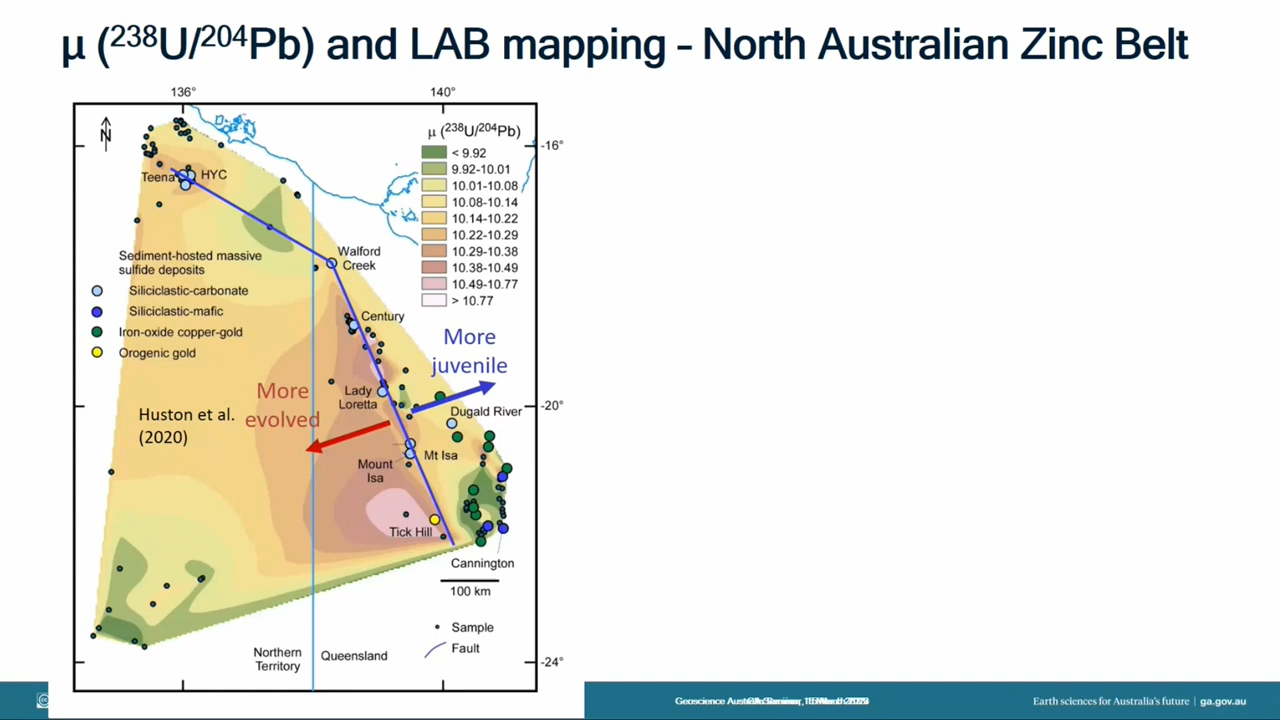 μ (²³⁸U/²⁰⁴Pb) and LAB mapping – North Australian Zinc Belt
136°
140°
N
μ (²³⁸U/²⁰⁴Pb)
< 9.92
9.92-10.01
10.01-10.08
10.08-10.14
10.14-10.22
10.22-10.29
10.29-10.38
10.38-10.49
10.49-10.77
> 10.77
-16°
Teena
HYC
Walford
Creek
Sediment-hosted massive
sulfide deposits
Siliciclastic-carbonate
Siliciclastic-mafic
Iron-oxide copper-gold
Orogenic gold
Century
More
juvenile
More
evolved
Lady
Loretta
Huston et al.
(2020)
-20°
Dugald River
Mt Isa
Mount
Isa
Tick Hill
Cannington
100 km
Sample
Fault
Northern
Territory
Queensland
-24°
Geoscience
Earth sciences for Australia's future | ga.gov.au